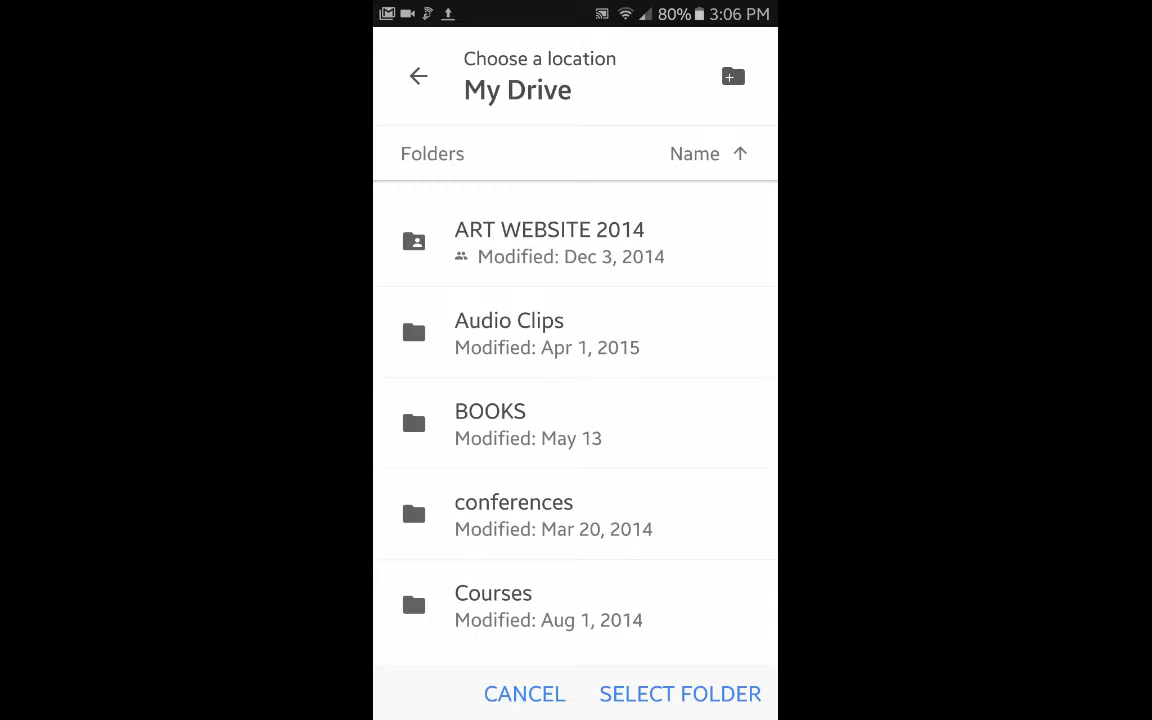 80% 3:06 PM
Choose a location
My Drive
Folders Name
ART WEBSITE 2014
Modified: Dec 3, 2014
Audio Clips
Modified: Apr 1, 2015
BOOKS
Modified: May 13
conferences
Modified: Mar 20, 2014
Courses
Modified: Aug 1, 2014
CANCEL SELECT FOLDER